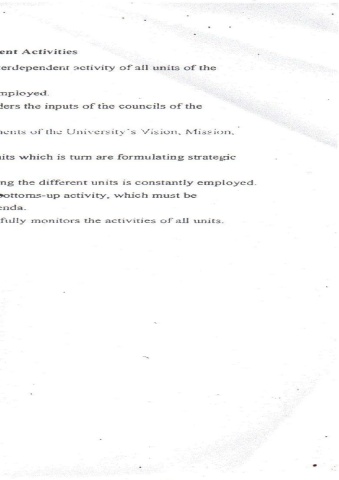 ent Activities
erdependent activity of all units of the
mployed.
ders the inputs of the councils of the
nents of the University's Vision, Mission,
nits which is turn are formulating strategic
ng the different units is constantly employed.
bottoms-up activity, which must be
enda.
fully monitors the activities of all units.